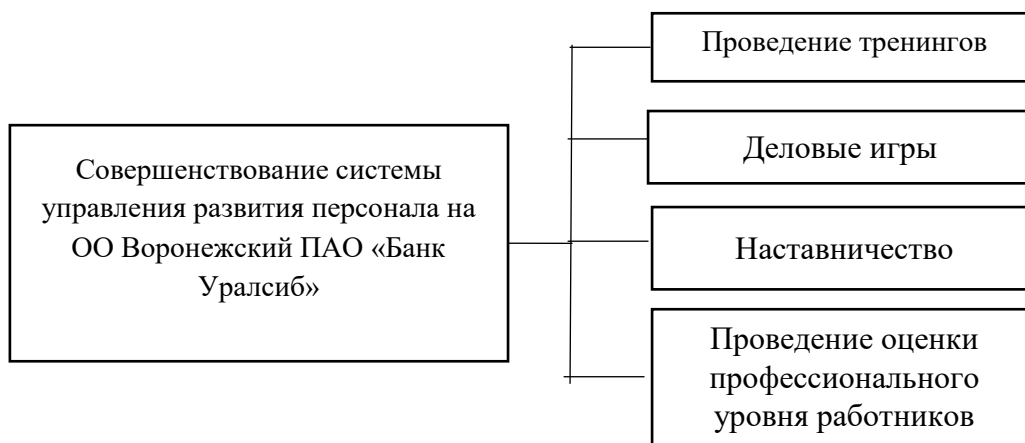 Совершенствование системы
управления развития персонала на
ОО Воронежский ПАО «Банк
Уралсиб»
Проведение тренингов
Деловые игры
Наставничество
Проведение оценки
профессионального
уровня работников